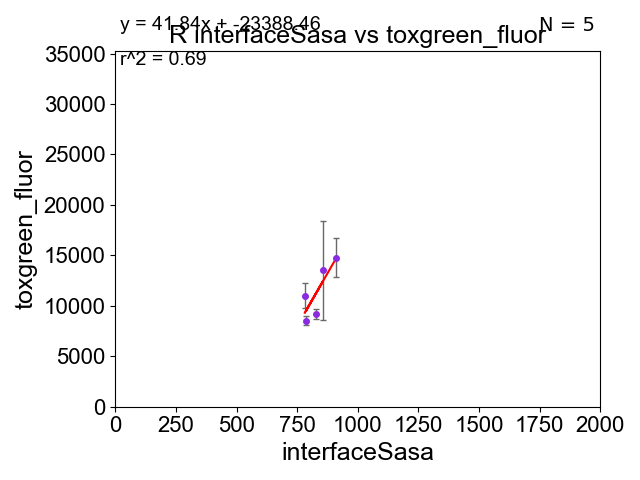 y = 41.84x + -23388.46
N = 5
R interfaceSasa vs toxgreen_fluor
r^2 = 0.69
35000
30000
25000
20000
15000
10000
5000
0
toxgreen_fluor
0 250 500 750 1000 1250 1500 1750 2000
interfaceSasa